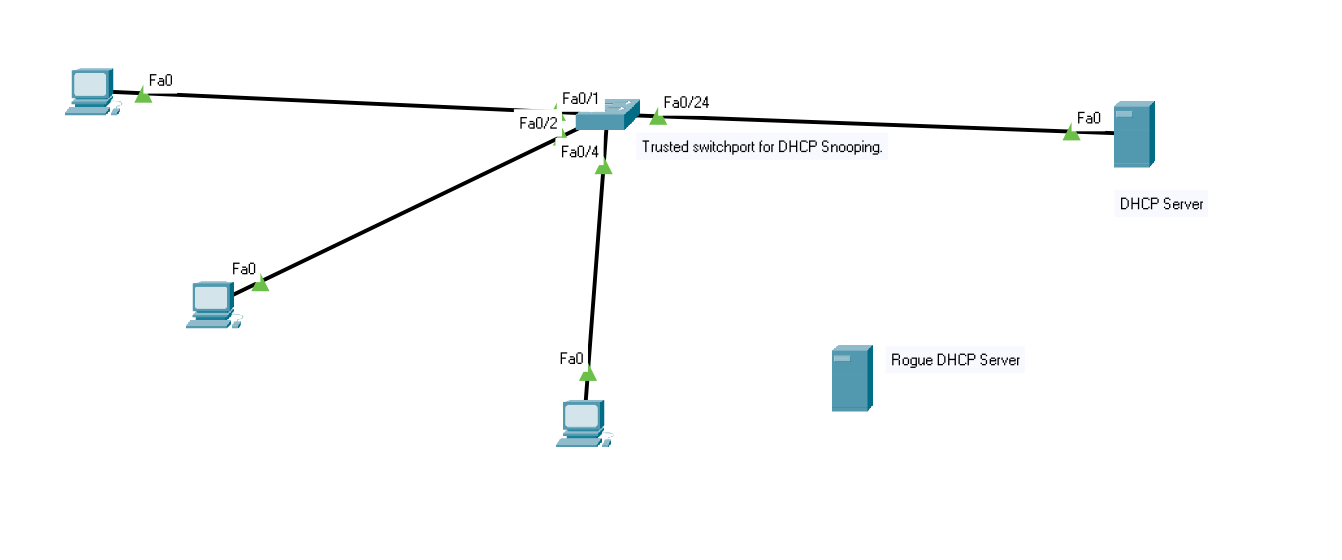 Fa0
Fa0/1
Fa0/24
Fa0
Fa0/2
Trusted switchport for DHCP Snooping.
Fa0/4
DHCP Server
Fa0
Fa0
Rogue DHCP Server